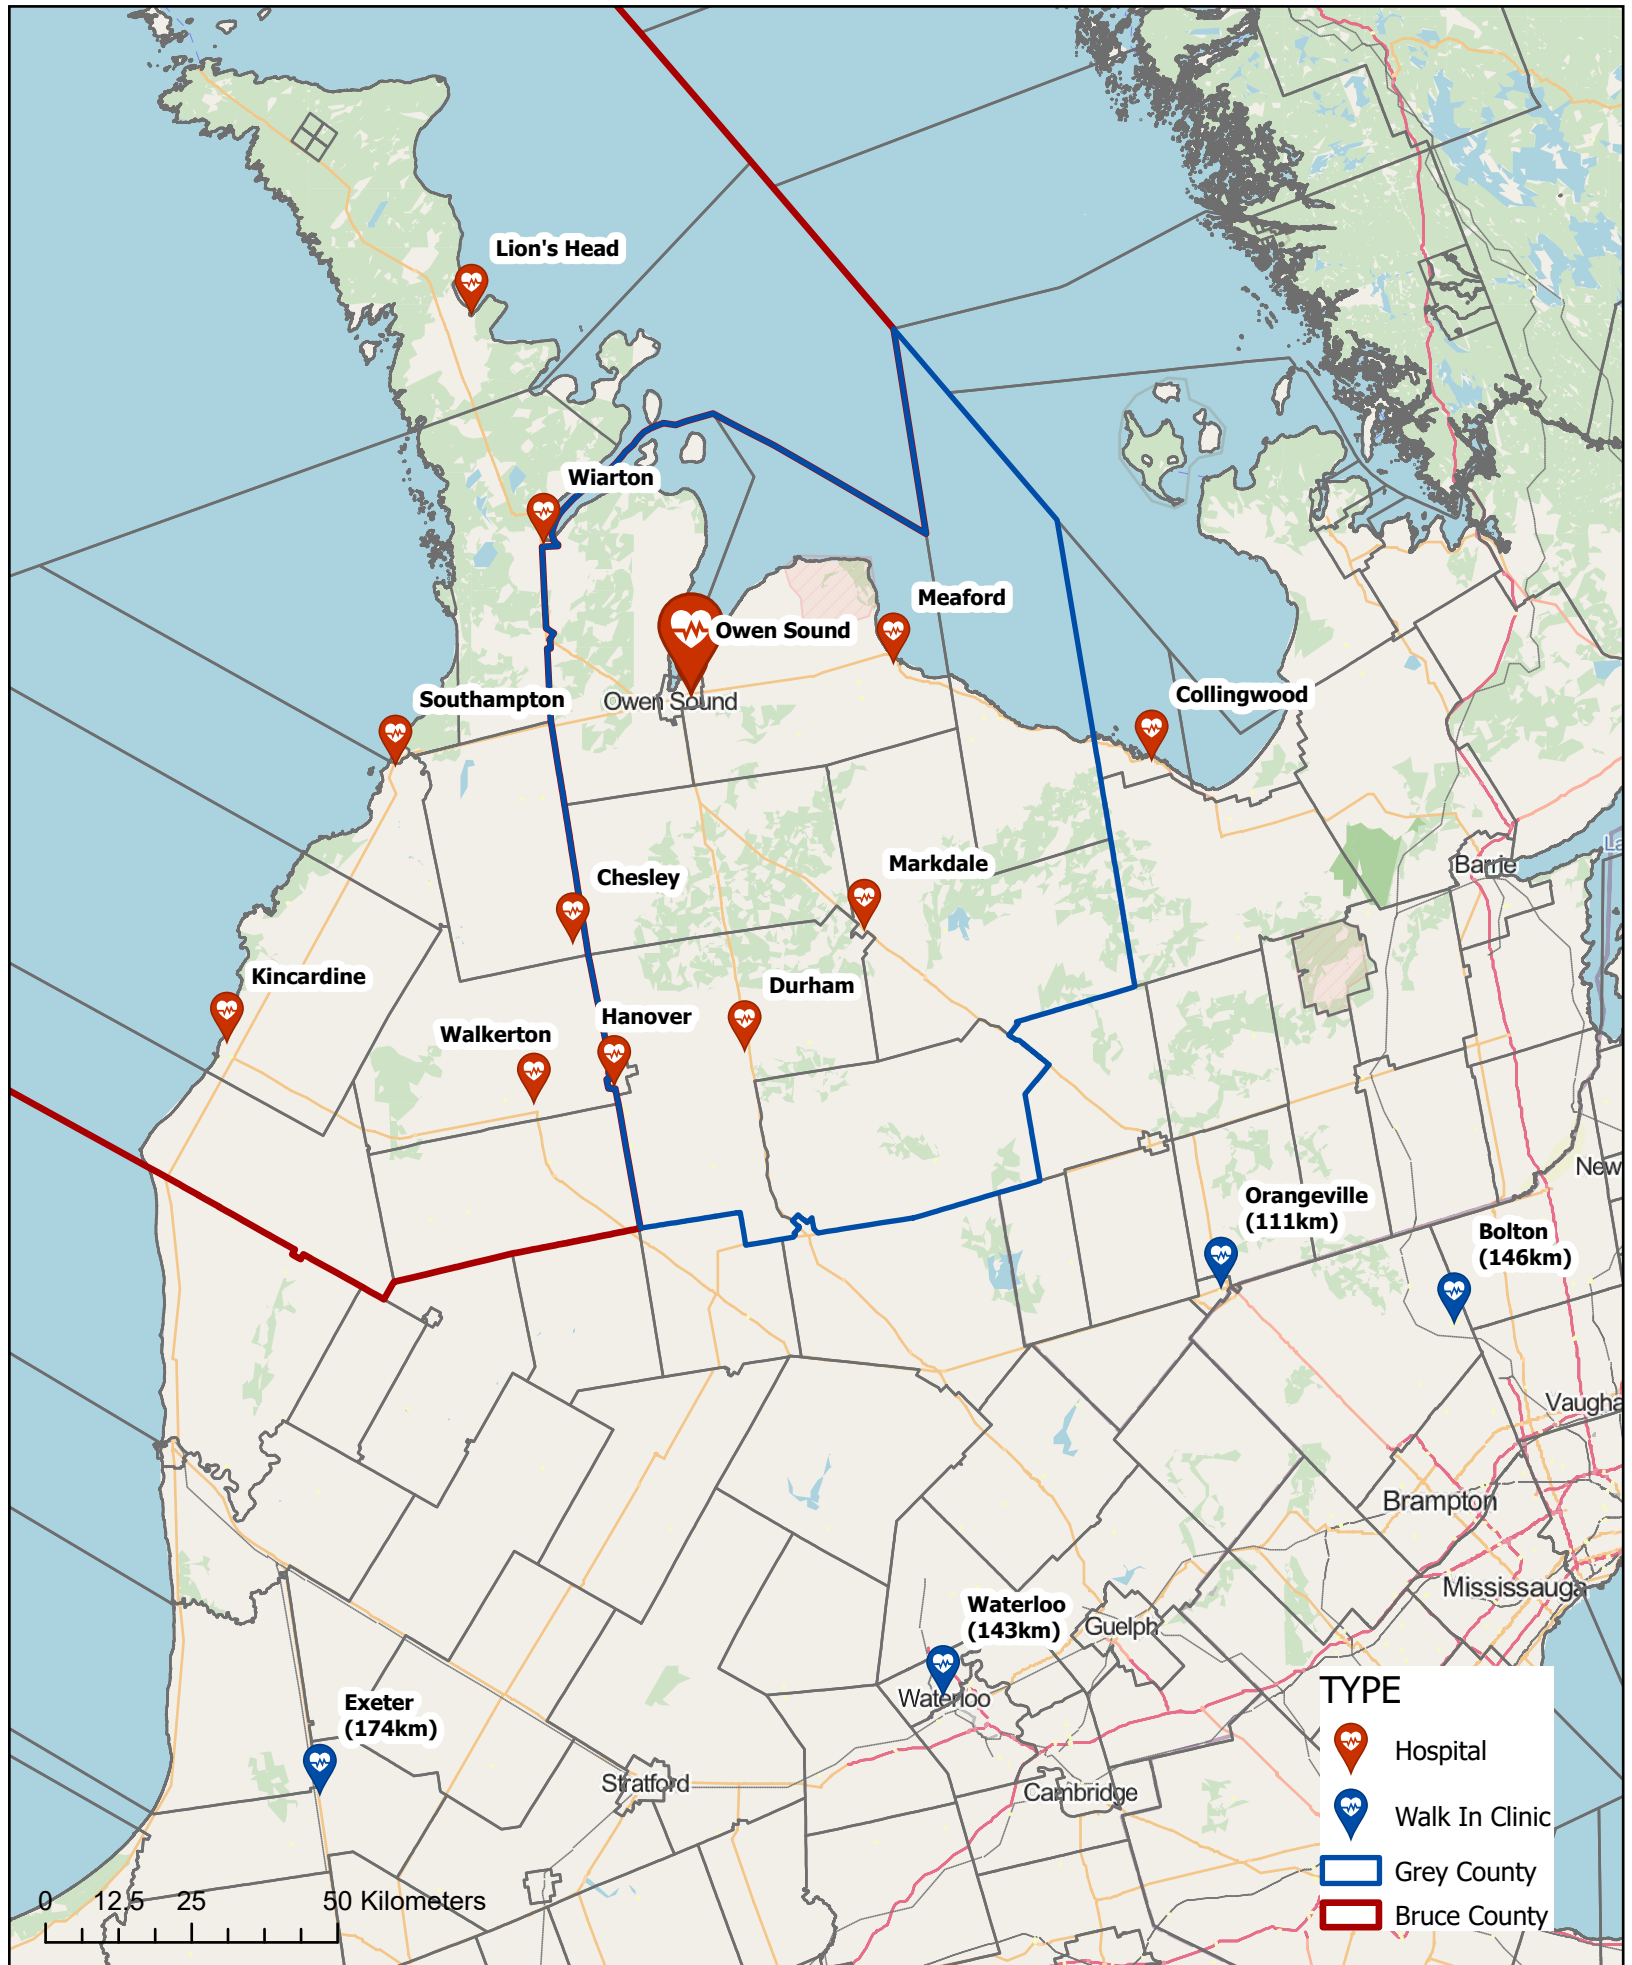 Lion's Head
Wiarton
Meaford
Owen Sound
Owen Sound
Southampton
Collingwood
Barrie
La
Markdale
Chesley
Durham
Kincardine
Hanover
Walkerton
New
Orangeville
(111km)
Bolton
(146km)
Vaugha
Brampton
Mississauga
Waterloo
(143km)
Guelph
Waterloo
Exeter
(174km)
Stratford
Cambridge
TYPE
Hospital
Walk In Clinic
Grey County
Bruce County
0 12.5 25 50 Kilometers